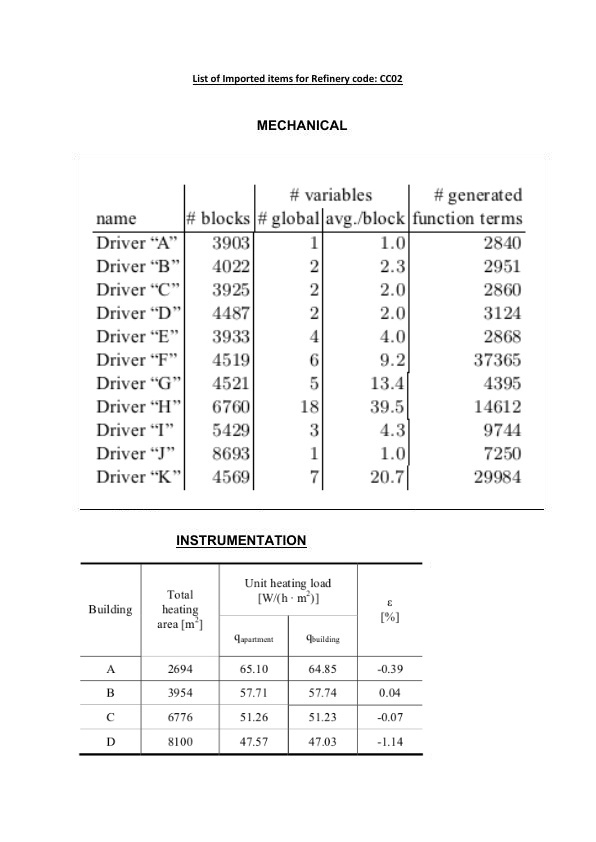 List of Imported items for Refinery code: CC02
MECHANICAL
# variables # generated
name # blocks # global avg./block function terms
Driver “A” 3903 1 1.0 2840
Driver “B” 4022 2 2.3 2951
Driver “C” 3925 2 2.0 2860
Driver “D” 4487 2 2.0 3124
Driver “E” 3933 4 4.0 2868
Driver “F” 4519 6 9.2 37365
Driver “G” 4521 5 13.4 4395
Driver “H” 6760 18 39.5 14612
Driver “I” 5429 3 4.3 9744
Driver “J” 8693 1 1.0 7250
Driver “K” 4569 7 20.7 29984
INSTRUMENTATION
Building
Total
heating
area [m²]
Unit heating load
[W/(h · m²)]
qapartment qbuilding
ε
[%]
A 2694 65.10 64.85 -0.39
B 3954 57.71 57.74 0.04
C 6776 51.26 51.23 -0.07
D 8100 47.57 47.03 -1.14